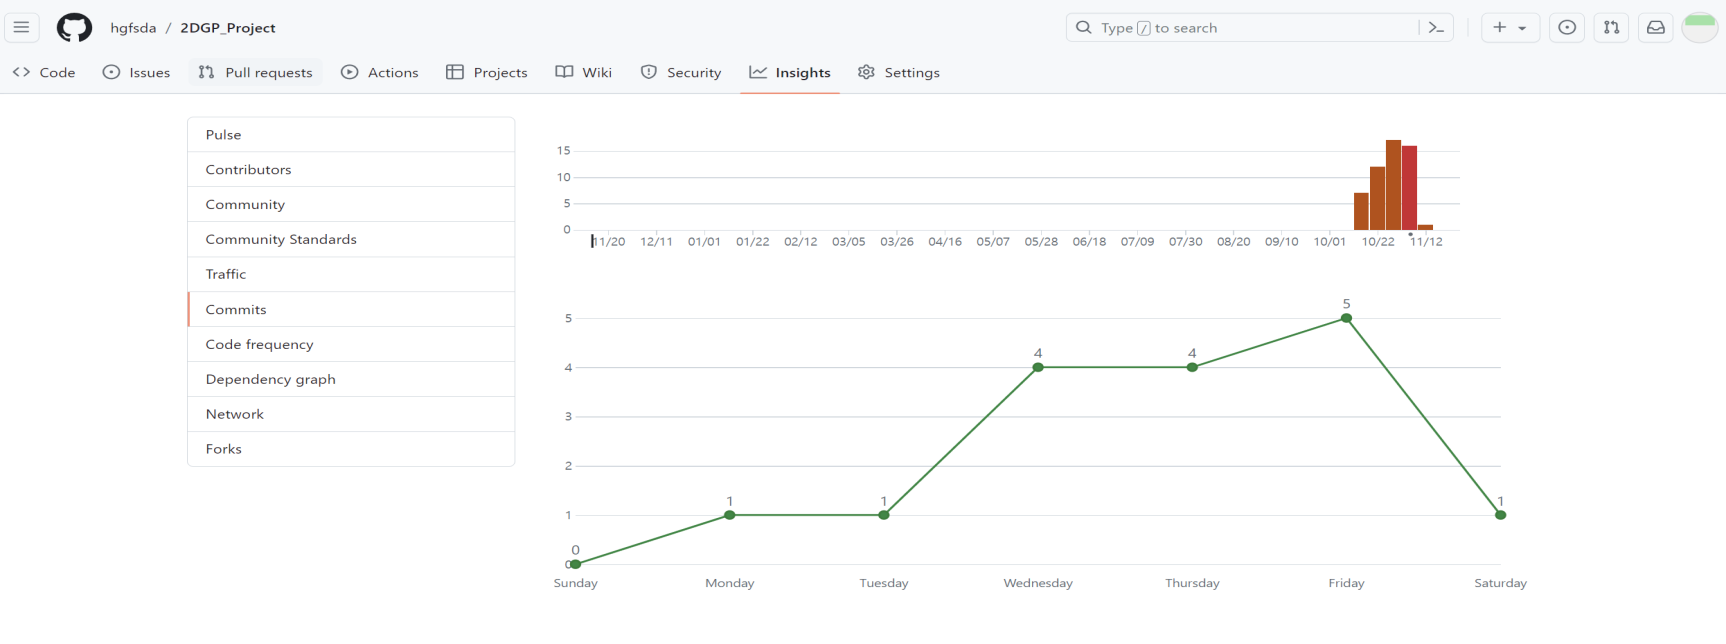 hgfsda / 2DGP_Project
Type / to search
Code Issues Pull requests Actions Projects Wiki Security Insights Settings
Pulse
Contributors
Community
Community Standards
Traffic
Commits
Code frequency
Dependency graph
Network
Forks
15
10
5
0
11/20 12/11 01/01 01/22 02/12 03/05 03/26 04/16 05/07 05/28 06/18 07/09 07/30 08/20 09/10 10/01 10/22 11/12
5
5
4 4 4
3
2
1 1 1 1
0
0
Sunday Monday Tuesday Wednesday Thursday Friday Saturday